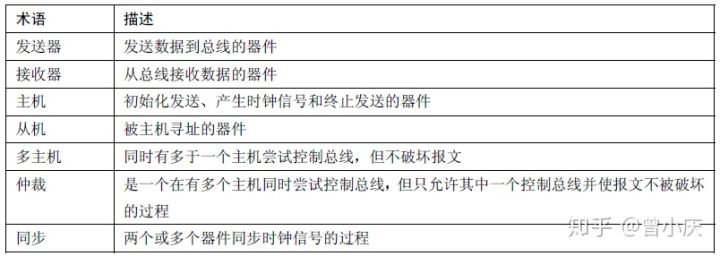 术语 描述
发送器 发送数据到总线的器件
接收器 从总线接收数据的器件
主机 初始化发送、产生时钟信号和终止发送的器件
从机 被主机寻址的器件
多主机 同时有多于一个主机尝试控制总线，但不破坏报文
仲裁 是一个在有多个主机同时尝试控制总线，但只允许其中一个控制总线并使报文不被破坏
的过程
同步 两个或多个器件同步时钟信号的过程
知乎 @曾小庆